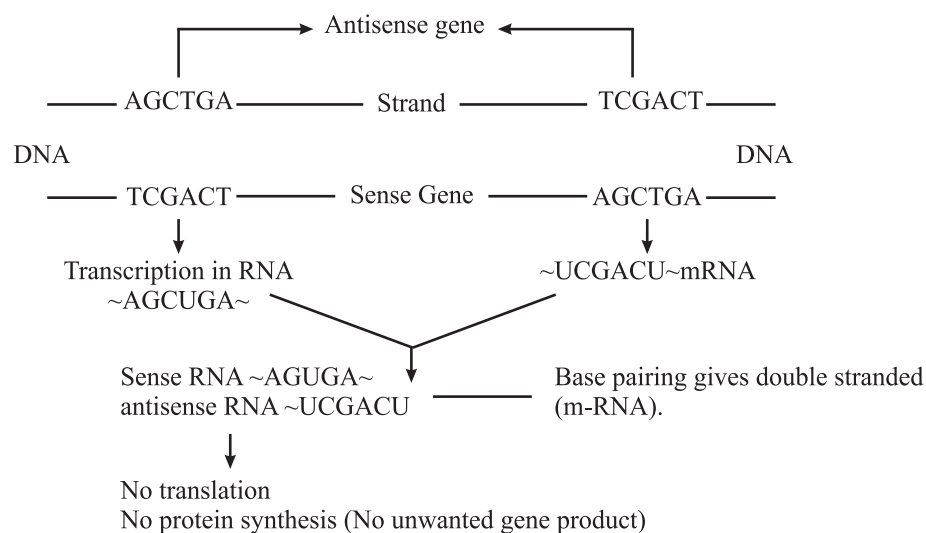 Antisense gene
AGCTGA Strand TCGACT
DNA DNA
TCGACT Sense Gene AGCTGA
Transcription in RNA ~UCGACU~mRNA
~AGCUGA~
Sense RNA ~AGUGA~ Base pairing gives double stranded
antisense RNA ~UCGACU (m-RNA).
No translation
No protein synthesis (No unwanted gene product)